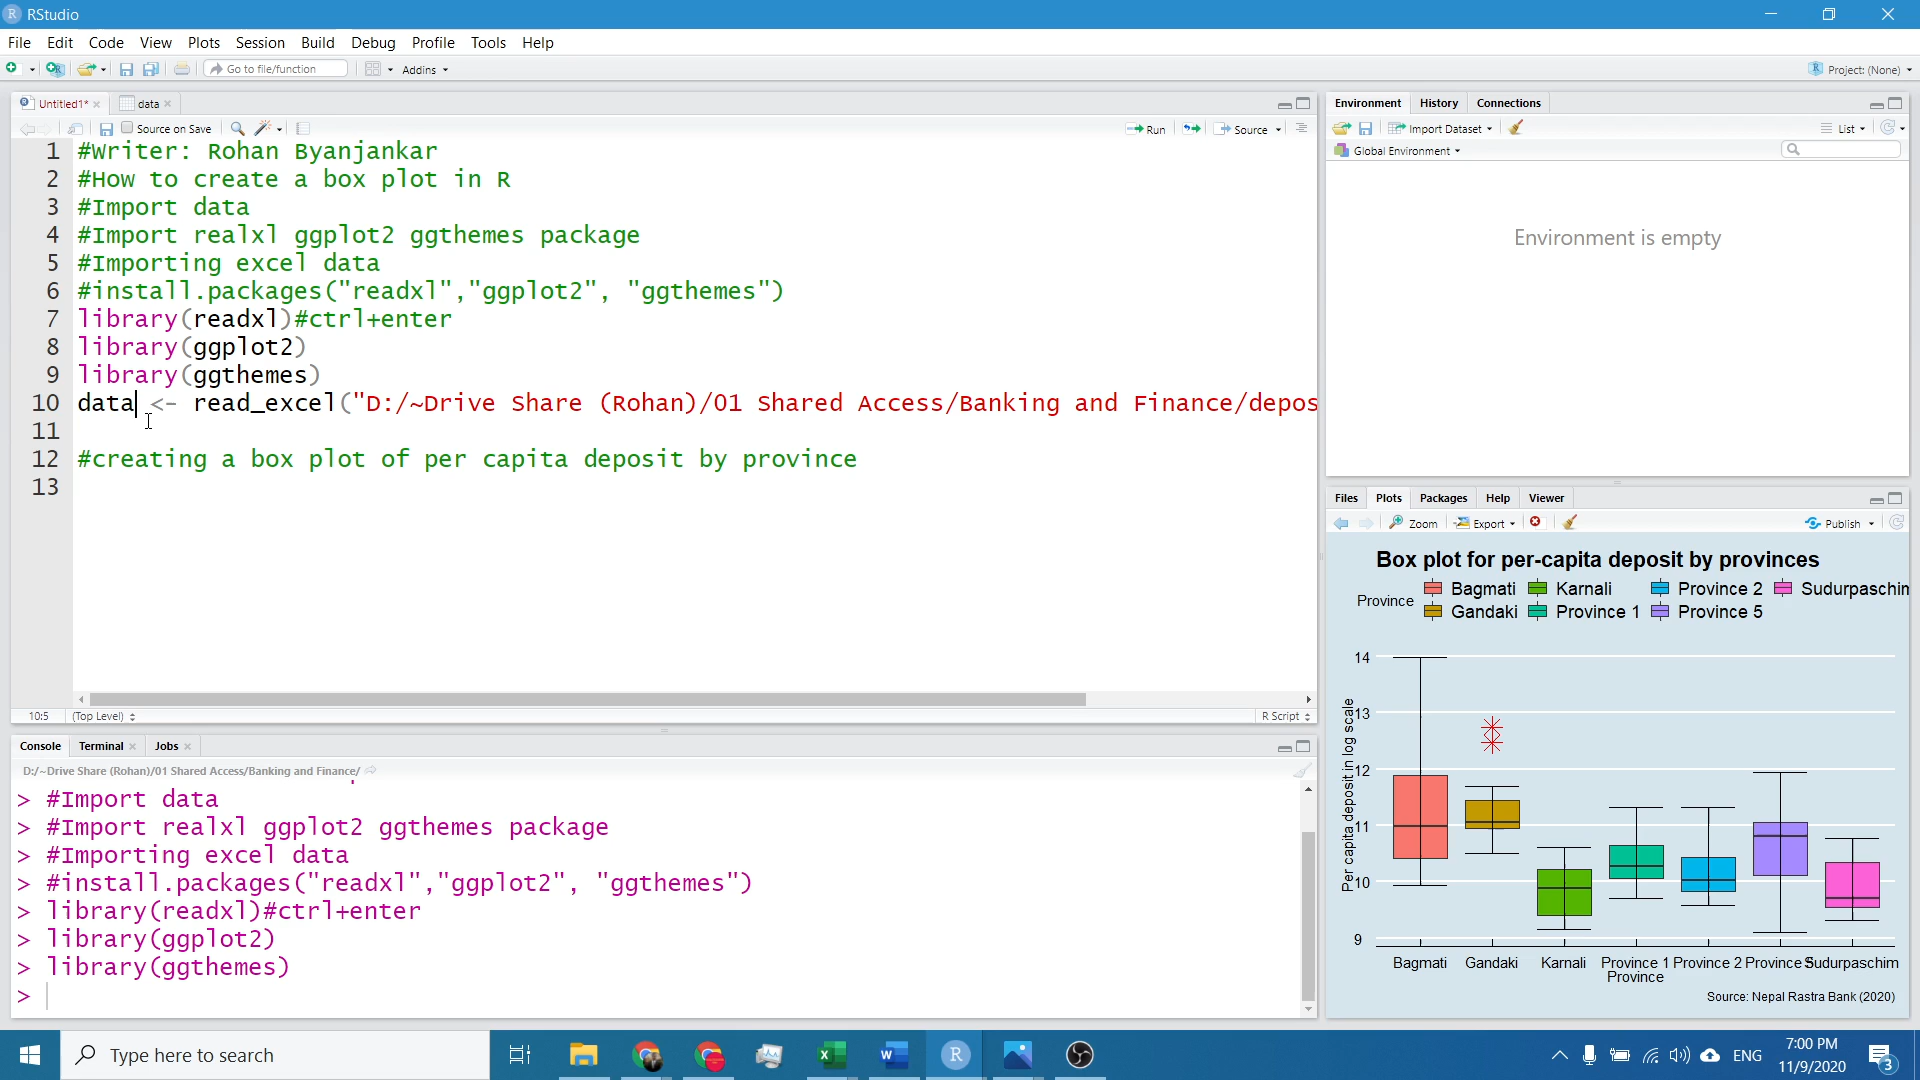 RStudio
File Edit Code View Plots Session Build Debug Profile Tools Help
Go to file/function Addins Project: (None)
Untitled1* data
Source on Save Run Source
1 #Writer: Rohan Byanjankar
2 #How to create a box plot in R
3 #Import data
4 #Import realxl ggplot2 ggthemes package
5 #Importing excel data
6 #install.packages("readxl","ggplot2", "ggthemes")
7 library(readxl)#ctrl+enter
8 library(ggplot2)
9 library(ggthemes)
10 data <- read_excel("D:/~Drive Share (Rohan)/01 Shared Access/Banking and Finance/depos
11
12 #creating a box plot of per capita deposit by province
13
10:5 (Top Level) R Script
Console Terminal Jobs
D:/~Drive Share (Rohan)/01 Shared Access/Banking and Finance/
> #Import data
> #Import realxl ggplot2 ggthemes package
> #Importing excel data
> #install.packages("readxl","ggplot2", "ggthemes")
> library(readxl)#ctrl+enter
> library(ggplot2)
> library(ggthemes)
>
Environment History Connections
Import Dataset List
Global Environment
Environment is empty
Files Plots Packages Help Viewer
Zoom Export Publish
Box plot for per-capita deposit by provinces
Province Bagmati Karnali Province 2 Sudurpaschim
Gandaki Province 1 Province 5
Per capita deposit in log scale
14
13
12
11
10
9
Bagmati Gandaki Karnali Province 1 Province 2 Province 5 Sudurpaschim
Province
Source: Nepal Rastra Bank (2020)
Type here to search
ENG
7:00 PM
11/9/2020
3